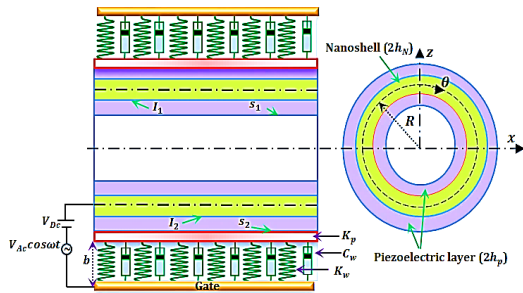 Nanoshell (2h_N)
z
θ
I_1
s_1
R
x
V_Dc
V_Ac cosωt
b
I_2
s_2
K_p
C_w
K_w
Piezoelectric layer (2h_p)
Gate